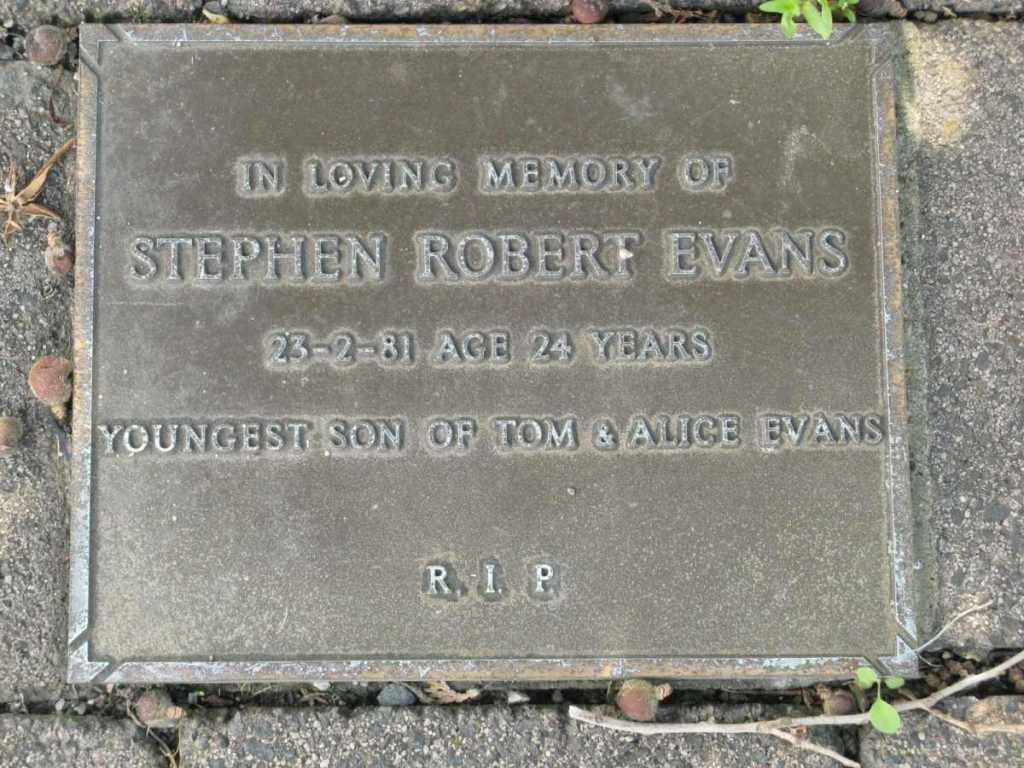 IN LOVING MEMORY OF
STEPHEN ROBERT EVANS
23-2-81 AGE 24 YEARS
YOUNGEST SON OF TOM & ALICE EVANS
R. I. P